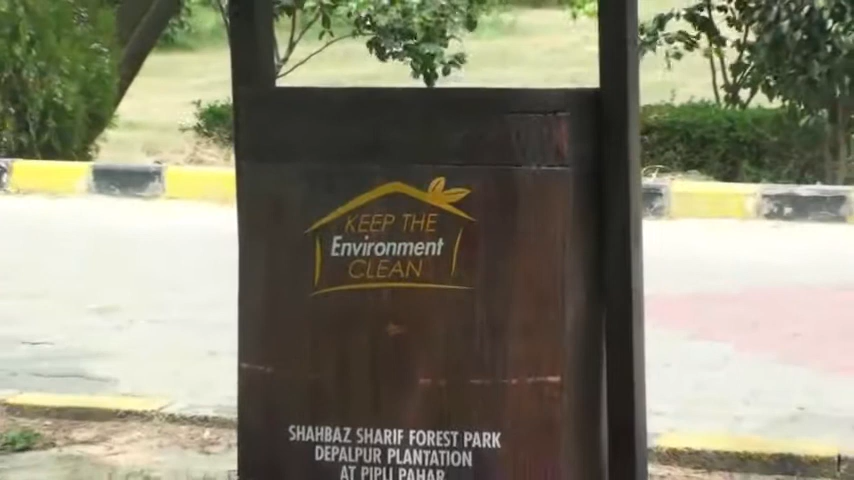 KEEP THE
Environment
CLEAN
SHAHBAZ SHARIF FOREST PARK
DEPALPUR PLANTATION
AT PIPLI PAHAR